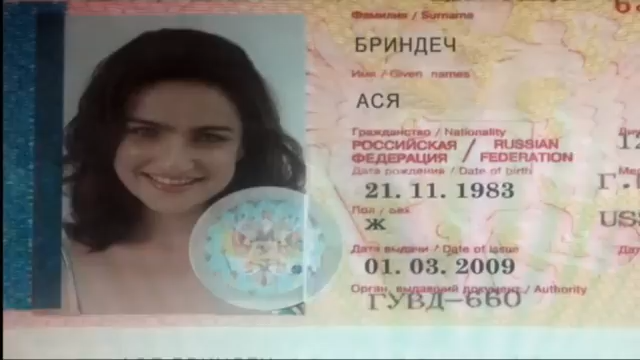 Фамилия / Surname
БРИНДЕЧ
Имя / Given names
АСЯ
Гражданство / Nationality
РОССИЙСКАЯ / RUSSIAN
ФЕДЕРАЦИЯ FEDERATION
Дата рождения / Date of birth
21. 11. 1983
Пол / sex
Ж
Дата выдачи / Date of issue
01. 03. 2009
Орган, выдавший документ / Authority
ГУВД-660